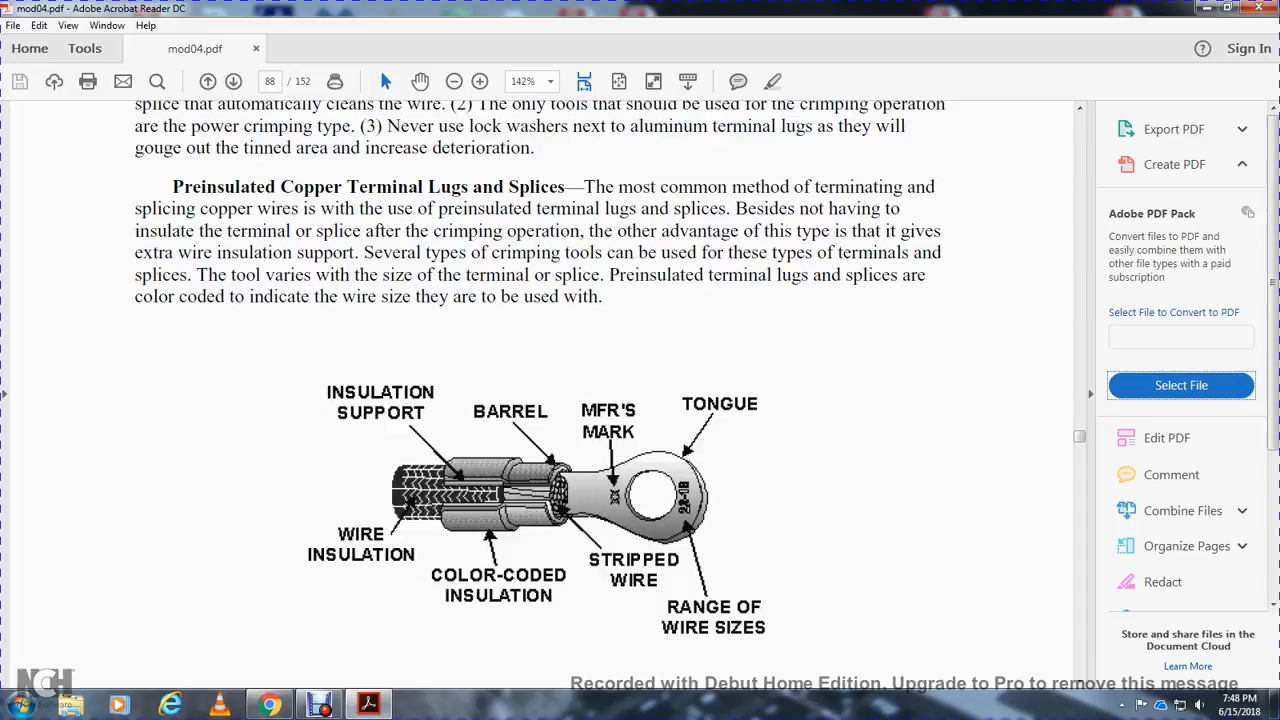 mod04.pdf - Adobe Acrobat Reader DC
File Edit View Window Help
Home Tools mod04.pdf × ? Sign In
88 / 152 142%
splice that automatically cleans the wire. (2) The only tools that should be used for the crimping operation
are the power crimping type. (3) Never use lock washers next to aluminum terminal lugs as they will
gouge out the tinned area and increase deterioration.
Preinsulated Copper Terminal Lugs and Splices—The most common method of terminating and
splicing copper wires is with the use of preinsulated terminal lugs and splices. Besides not having to
insulate the terminal or splice after the crimping operation, the other advantage of this type is that it gives
extra wire insulation support. Several types of crimping tools can be used for these types of terminals and
splices. The tool varies with the size of the terminal or splice. Preinsulated terminal lugs and splices are
color coded to indicate the wire size they are to be used with.
INSULATION
SUPPORT
BARREL
MFR'S
MARK
TONGUE
WIRE
INSULATION
COLOR-CODED
INSULATION
STRIPPED
WIRE
RANGE OF
WIRE SIZES
Export PDF
Create PDF
Adobe PDF Pack
Convert files to PDF and
easily combine them with
other file types with a paid
subscription
Select File to Convert to PDF
Select File
Edit PDF
Comment
Combine Files
Organize Pages
Redact
Store and share files in the
Document Cloud
Learn More
NCH
Software
Recorded with Debut Home Edition. Upgrade to Pro to remove this message
7:48 PM
6/15/2018